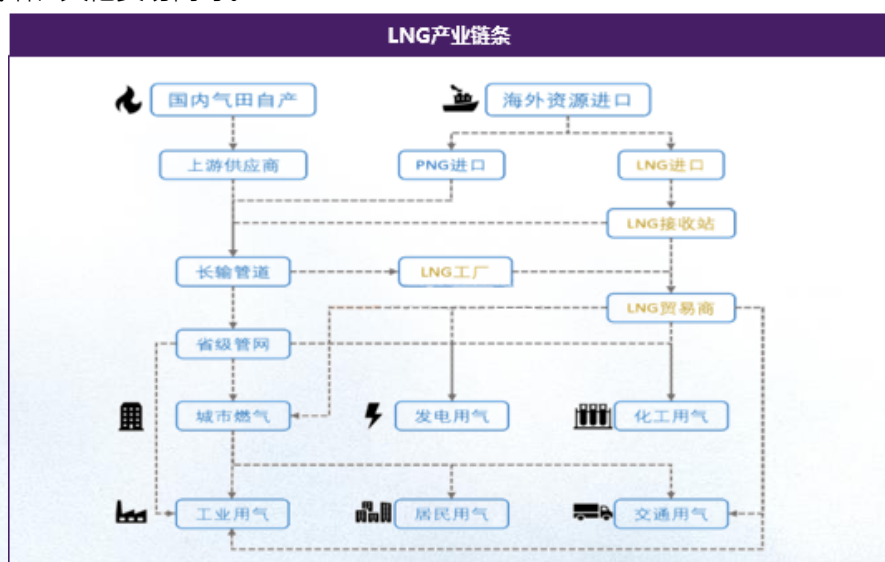 LNG产业链条
国内气田自产
海外资源进口
上游供应商
PNG进口
LNG进口
LNG接收站
长输管道
LNG工厂
LNG贸易商
省级管网
城市燃气
发电用气
化工用气
工业用气
居民用气
交通用气